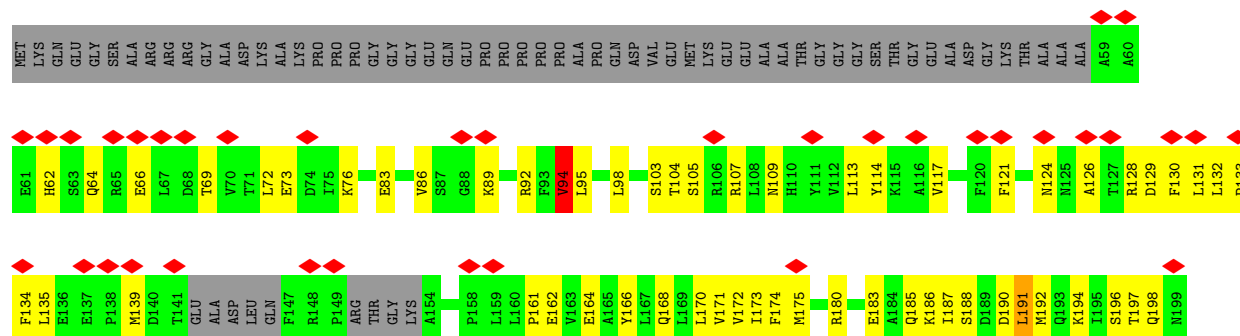 MET LYS GLN GLU GLY SER ALA ARG ARG ARG GLY ALA ASP LYS ALA LYS PRO PRO PRO GLY GLY GLY GLU GLN GLU PRO PRO PRO PRO PRO ALA PRO GLN ASP VAL GLU MET LYS GLU GLU ALA ALA THR GLY GLY GLY SER THR GLY GLU ALA ASP GLY LYS THR ALA ALA ALA A59 A60
E61 H62 S63 Q64 R65 E66 L67 D68 T69 V70 T71 L72 E73 D74 I75 K76 E83 V86 S87 G88 K89 R92 F93 V94 L95 L98 S103 T104 S105 R106 R107 L108 N109 H110 Y111 V112 L113 Y114 K115 A116 V117 F120 F121 N124 N125 A126 T127 R128 D129 F130 L131 L132
F134 L135 E136 E137 P138 M139 D140 T141 GLU ALA ASP LEU GLN F147 R148 P149 ARG THR GLY LYS A154 P158 L159 L160 P161 E162 V163 E164 A165 Y166 L167 Q168 L169 L170 V171 V172 I173 F174 M175 R180 E183 A184 Q185 K186 I187 S188 D189 D190 L191 M192 Q193 K194 I195 S196 T197 Q198 N199